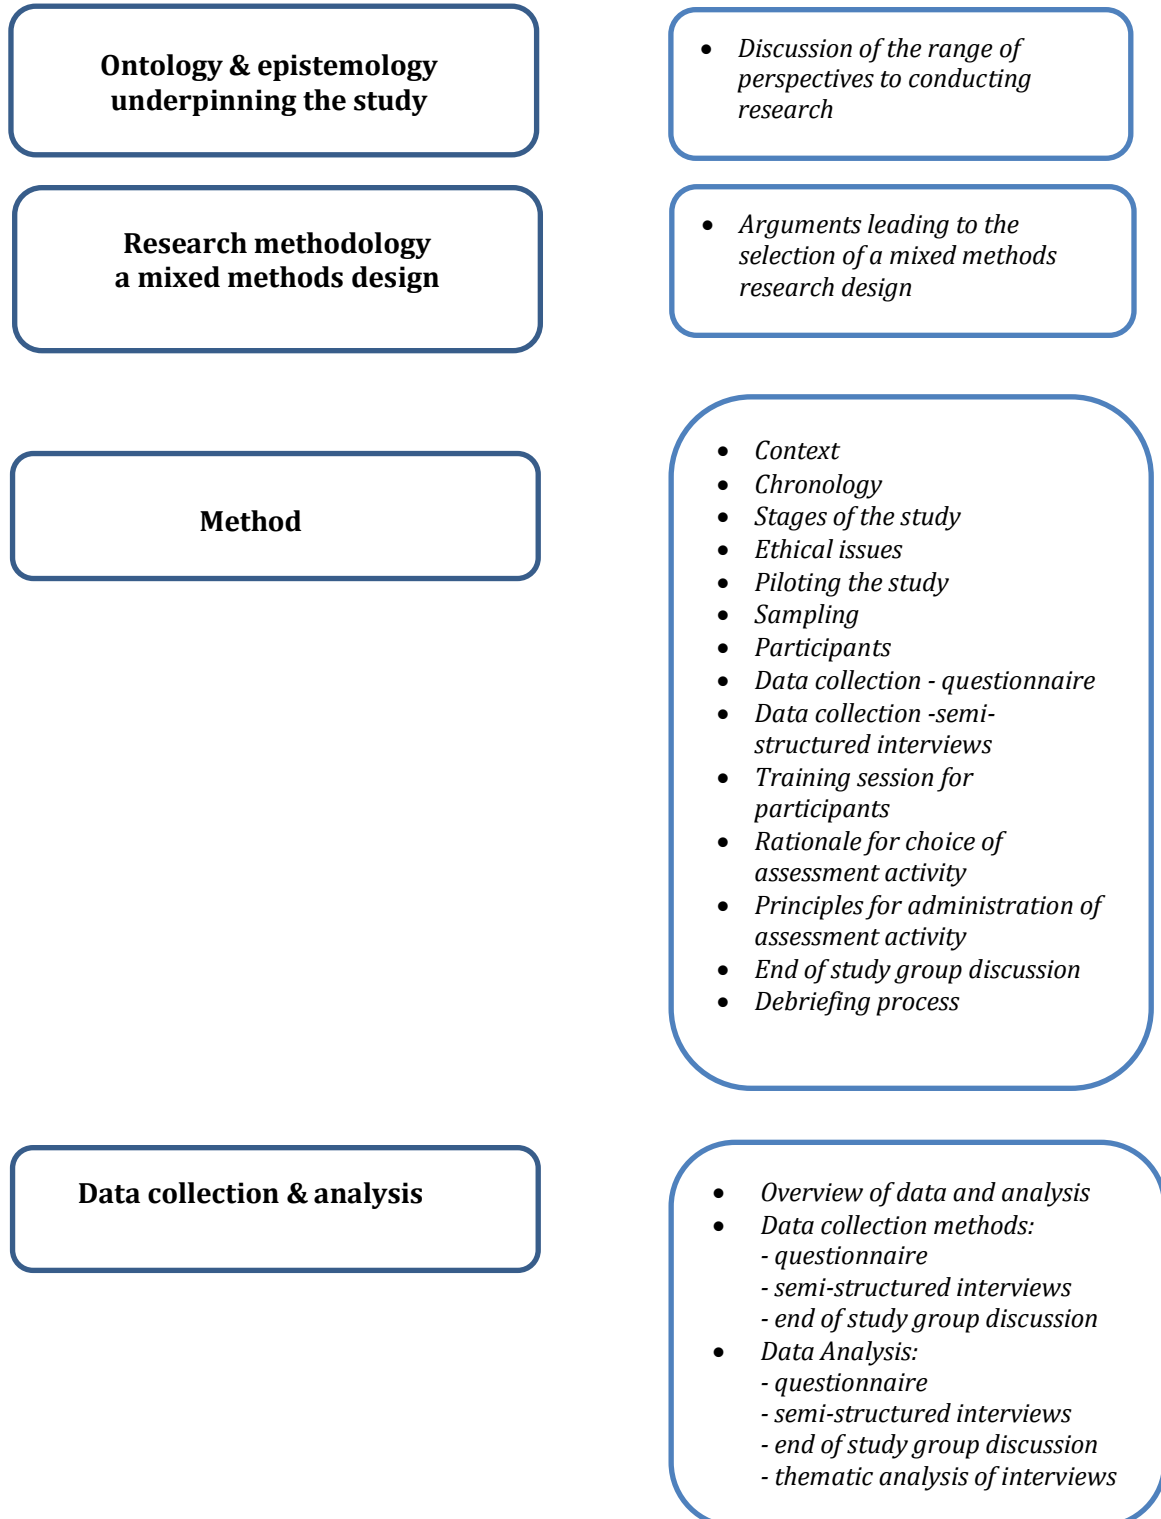 Ontology & epistemology
underpinning the study
• Discussion of the range of
perspectives to conducting
research
Research methodology
a mixed methods design
• Arguments leading to the
selection of a mixed methods
research design
Method
• Context
• Chronology
• Stages of the study
• Ethical issues
• Piloting the study
• Sampling
• Participants
• Data collection - questionnaire
• Data collection -semi-
structured interviews
• Training session for
participants
• Rationale for choice of
assessment activity
• Principles for administration of
assessment activity
• End of study group discussion
• Debriefing process
Data collection & analysis
• Overview of data and analysis
• Data collection methods:
- questionnaire
- semi-structured interviews
- end of study group discussion
• Data Analysis:
- questionnaire
- semi-structured interviews
- end of study group discussion
- thematic analysis of interviews